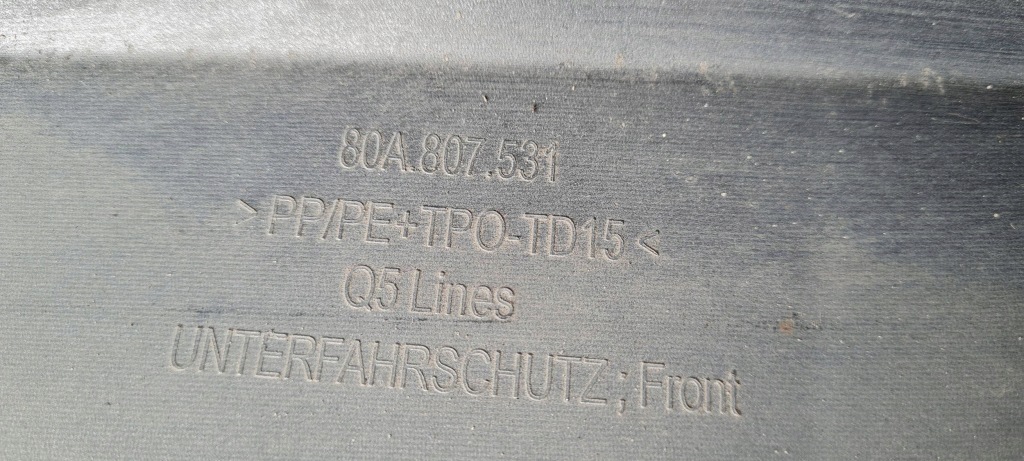 80A.807.531
>PP/PE+TPO-TD15<
Q5 Lines
UNTERFAHRSCHUTZ; Front